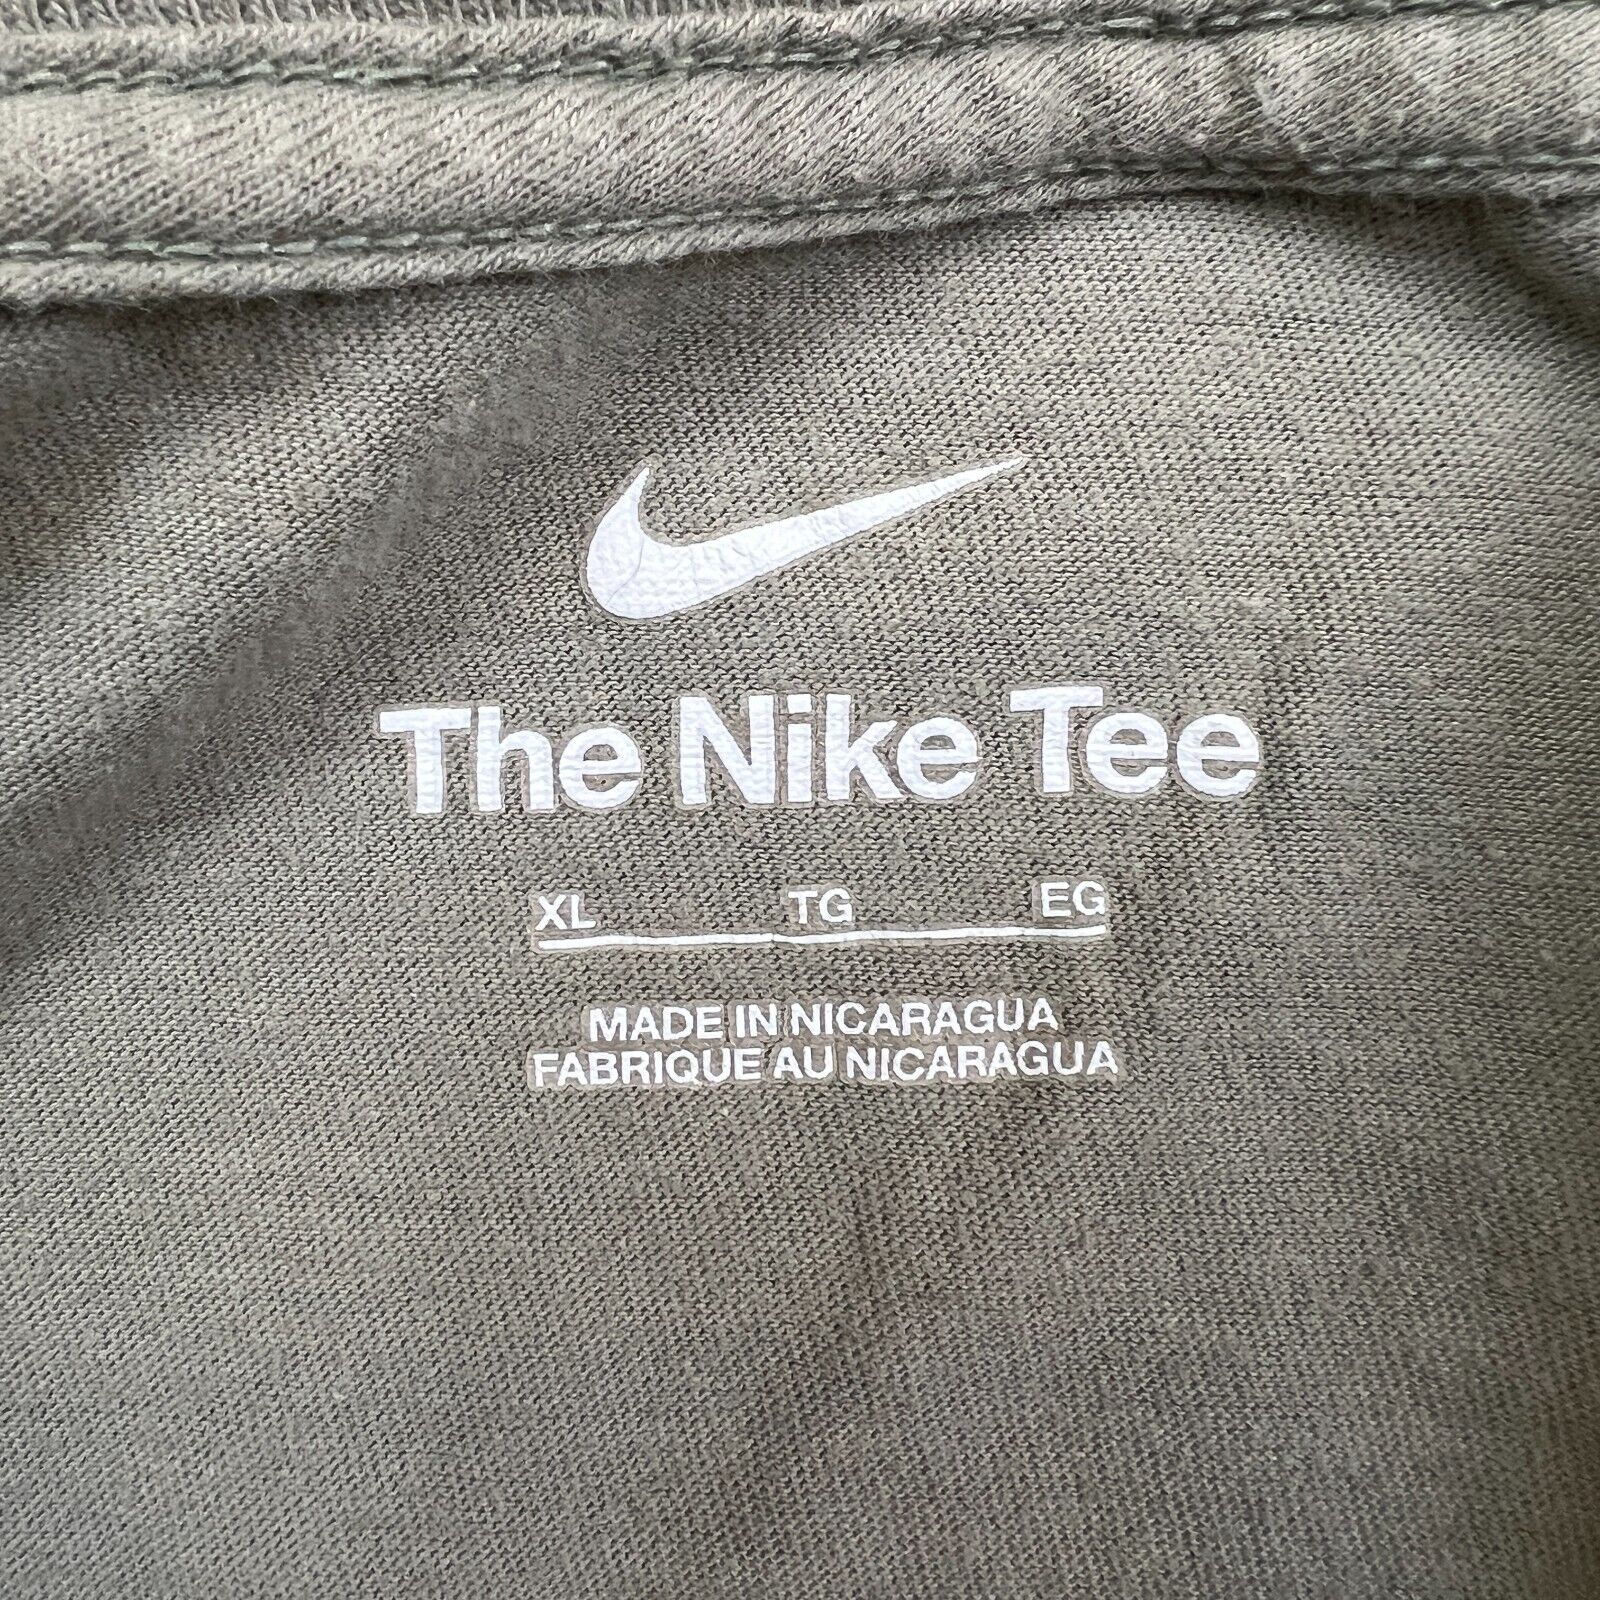 The Nike Tee
XL TG EG
MADE IN NICARAGUA
FABRIQUE AU NICARAGUA